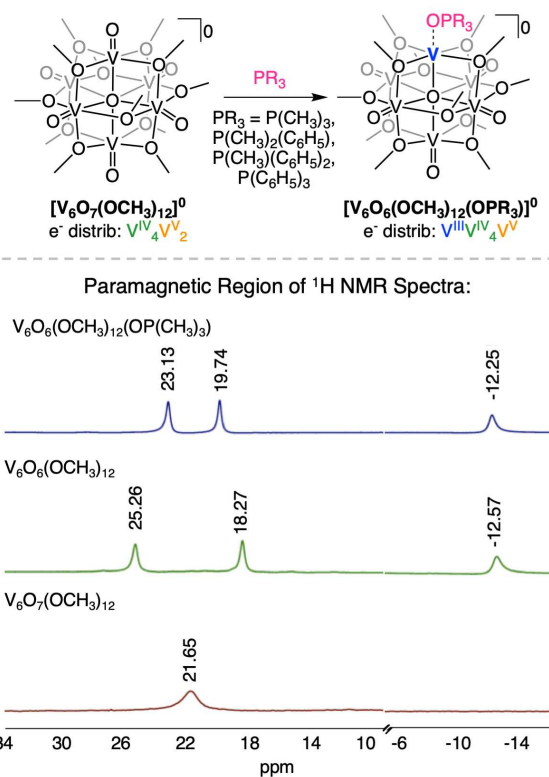 O
]⁰
OPR₃
]⁰
PR₃
PR₃ = P(CH₃)₃,
P(CH₃)₂(C₆H₅),
P(CH₃)(C₆H₅)₂,
P(C₆H₅)₃
[V₆O₇(OCH₃)₁₂]⁰
e⁻ distrib: Vᴵⱽ₄Vⱽ₂
[V₆O₆(OCH₃)₁₂(OPR₃)]⁰
e⁻ distrib: VᴵᴵᴵVᴵⱽ₄Vⱽ
Paramagnetic Region of ¹H NMR Spectra:
V₆O₆(OCH₃)₁₂(OP(CH₃)₃)
23.13 19.74 -12.25
V₆O₆(OCH₃)₁₂
25.26 18.27 -12.57
V₆O₇(OCH₃)₁₂
21.65
34 30 26 22 18 14 10 -6 -10 -14
ppm